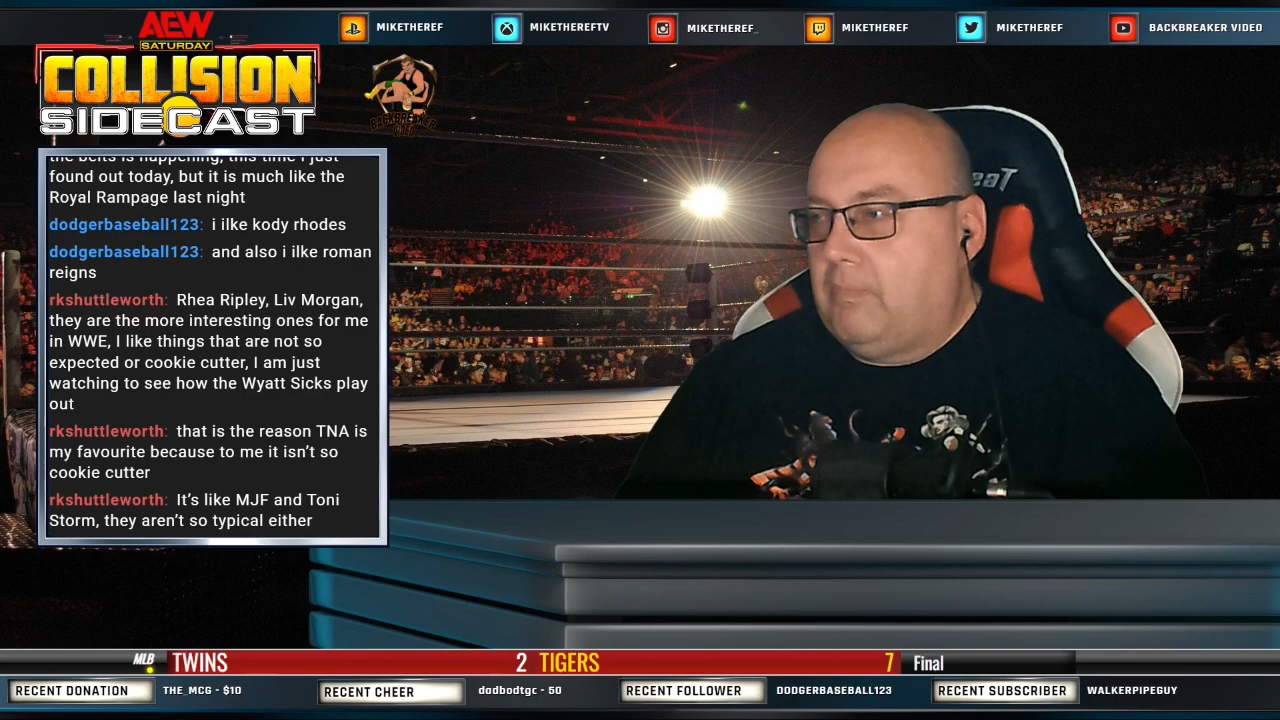 MIKETHEREF
MIKETHEREFTV
MIKETHEREF_
MIKETHEREF
MIKETHEREF
BACKBREAKER VIDEO
AEW
SATURDAY
COLLISION
SIDECAST
BACKBREAKER
VIDEO
the belts is happening, this time I just
found out today, but it is much like the
Royal Rampage last night
dodgerbaseball123: i ilke kody rhodes
dodgerbaseball123: and also i ilke roman
reigns
rkshuttleworth: Rhea Ripley, Liv Morgan,
they are the more interesting ones for me
in WWE, I like things that are not so
expected or cookie cutter, I am just
watching to see how the Wyatt Sicks play
out
rkshuttleworth: that is the reason TNA is
my favourite because to me it isn't so
cookie cutter
rkshuttleworth: It's like MJF and Toni
Storm, they aren't so typical either
MLB TWINS 2 TIGERS 7 Final
RECENT DONATION THE_MCG - $10 RECENT CHEER dadbodtgc - 50 RECENT FOLLOWER DODGERBASEBALL123 RECENT SUBSCRIBER WALKERPIPEGUY